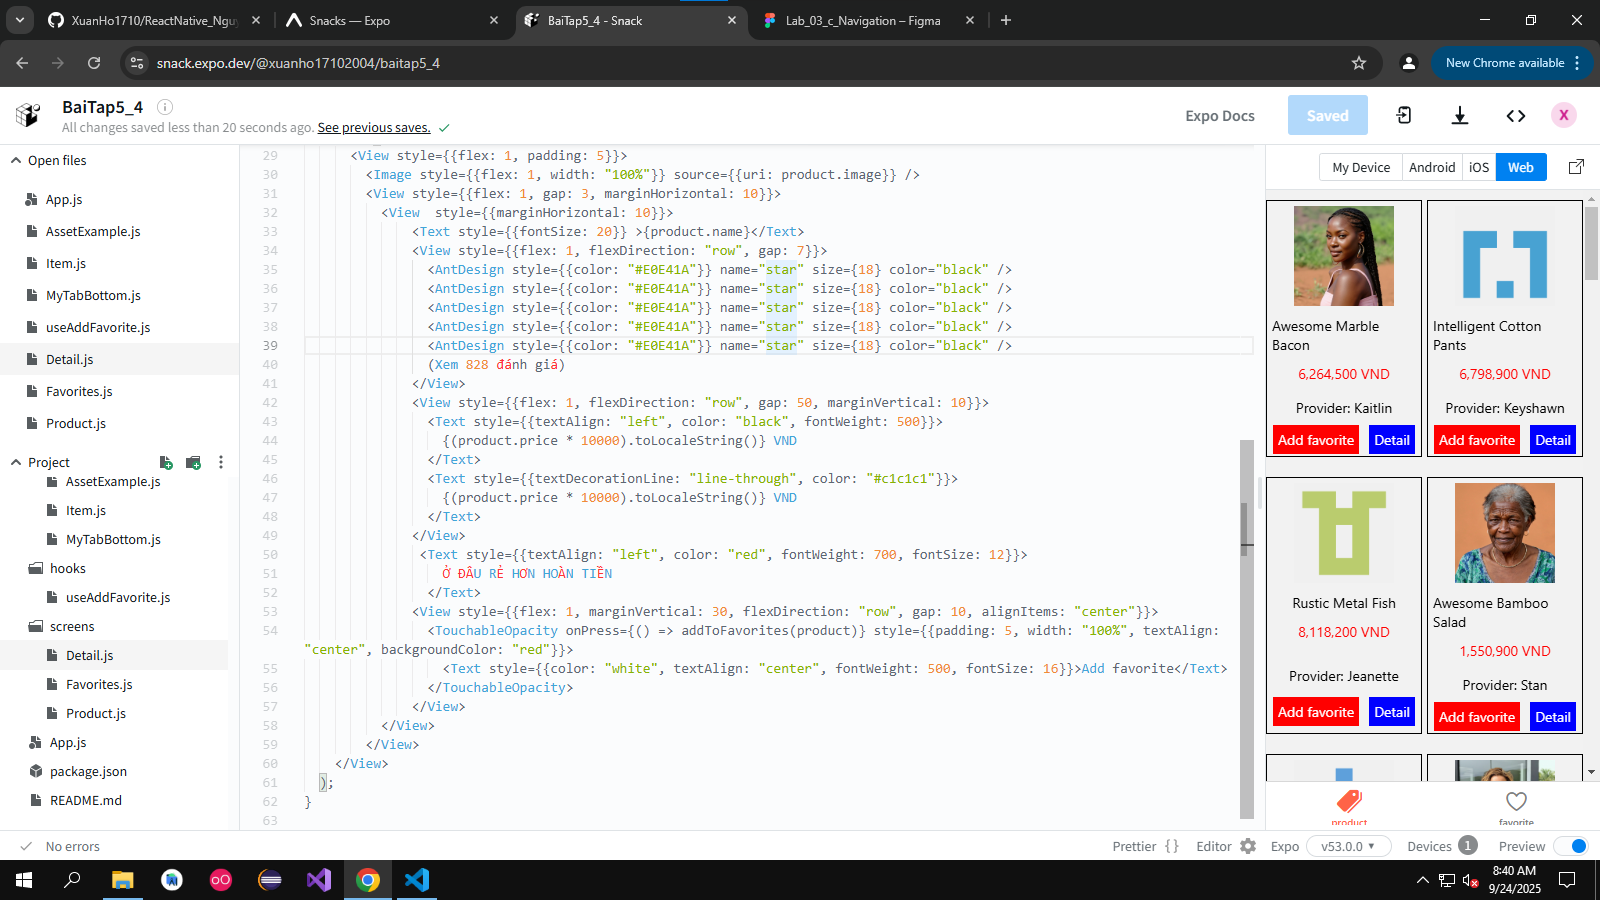 XuanHo1710/ReactNative_Nguy
Snacks — Expo
BaiTap5_4 - Snack
Lab_03_c_Navigation – Figma
snack.expo.dev/@xuanho17102004/baitap5_4
New Chrome available
BaiTap5_4
All changes saved less than 20 seconds ago. See previous saves.
Expo Docs
Saved
X
Open files
App.js
AssetExample.js
Item.js
MyTabBottom.js
useAddFavorite.js
Detail.js
Favorites.js
Product.js
Project
AssetExample.js
Item.js
MyTabBottom.js
hooks
useAddFavorite.js
screens
Detail.js
Favorites.js
Product.js
App.js
package.json
README.md
29 <View style={{flex: 1, padding: 5}}>
30 <Image style={{flex: 1, width: "100%"}} source={{uri: product.image}} />
31 <View style={{flex: 1, gap: 3, marginHorizontal: 10}}>
32 <View  style={{marginHorizontal: 10}}>
33 <Text style={{fontSize: 20}} >{product.name}</Text>
34 <View style={{flex: 1, flexDirection: "row", gap: 7}}>
35 <AntDesign style={{color: "#E0E41A"}} name="star" size={18} color="black" />
36 <AntDesign style={{color: "#E0E41A"}} name="star" size={18} color="black" />
37 <AntDesign style={{color: "#E0E41A"}} name="star" size={18} color="black" />
38 <AntDesign style={{color: "#E0E41A"}} name="star" size={18} color="black" />
39 <AntDesign style={{color: "#E0E41A"}} name="star" size={18} color="black" />
40 (Xem 828 đánh giá)
41 </View>
42 <View style={{flex: 1, flexDirection: "row", gap: 50, marginVertical: 10}}>
43 <Text style={{textAlign: "left", color: "black", fontWeight: 500}}>
44 {(product.price * 10000).toLocaleString()} VND
45 </Text>
46 <Text style={{textDecorationLine: "line-through", color: "#c1c1c1"}}>
47 {(product.price * 10000).toLocaleString()} VND
48 </Text>
49 </View>
50 <Text style={{textAlign: "left", color: "red", fontWeight: 700, fontSize: 12}}>
51 Ở ĐÂU RẺ HƠN HOÀN TIỀN
52 </Text>
53 <View style={{flex: 1, marginVertical: 30, flexDirection: "row", gap: 10, alignItems: "center"}}>
54 <TouchableOpacity onPress={() => addToFavorites(product)} style={{padding: 5, width: "100%", textAlign:
"center", backgroundColor: "red"}}>
55 <Text style={{color: "white", textAlign: "center", fontWeight: 500, fontSize: 16}}>Add favorite</Text>
56 </TouchableOpacity>
57 </View>
58 </View>
59 </View>
60 </View>
61 );
62 }
63
My Device
Android
iOS
Web
Awesome Marble
Bacon
6,264,500 VND
Provider: Kaitlin
Add favorite
Detail
Intelligent Cotton
Pants
6,798,900 VND
Provider: Keyshawn
Add favorite
Detail
Rustic Metal Fish
8,118,200 VND
Provider: Jeanette
Add favorite
Detail
Awesome Bamboo
Salad
1,550,900 VND
Provider: Stan
Add favorite
Detail
product
favorite
No errors
Prettier { }
Editor
Expo
v53.0.0
Devices
1
Preview
8:40 AM
9/24/2025